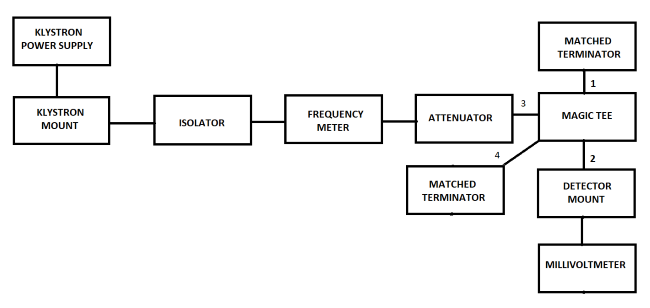 KLYSTRON
POWER SUPPLY
MATCHED
TERMINATOR
1
KLYSTRON
MOUNT
ISOLATOR
FREQUENCY
METER
ATTENUATOR
3
MAGIC TEE
4
2
MATCHED
TERMINATOR
DETECTOR
MOUNT
MILLIVOLTMETER